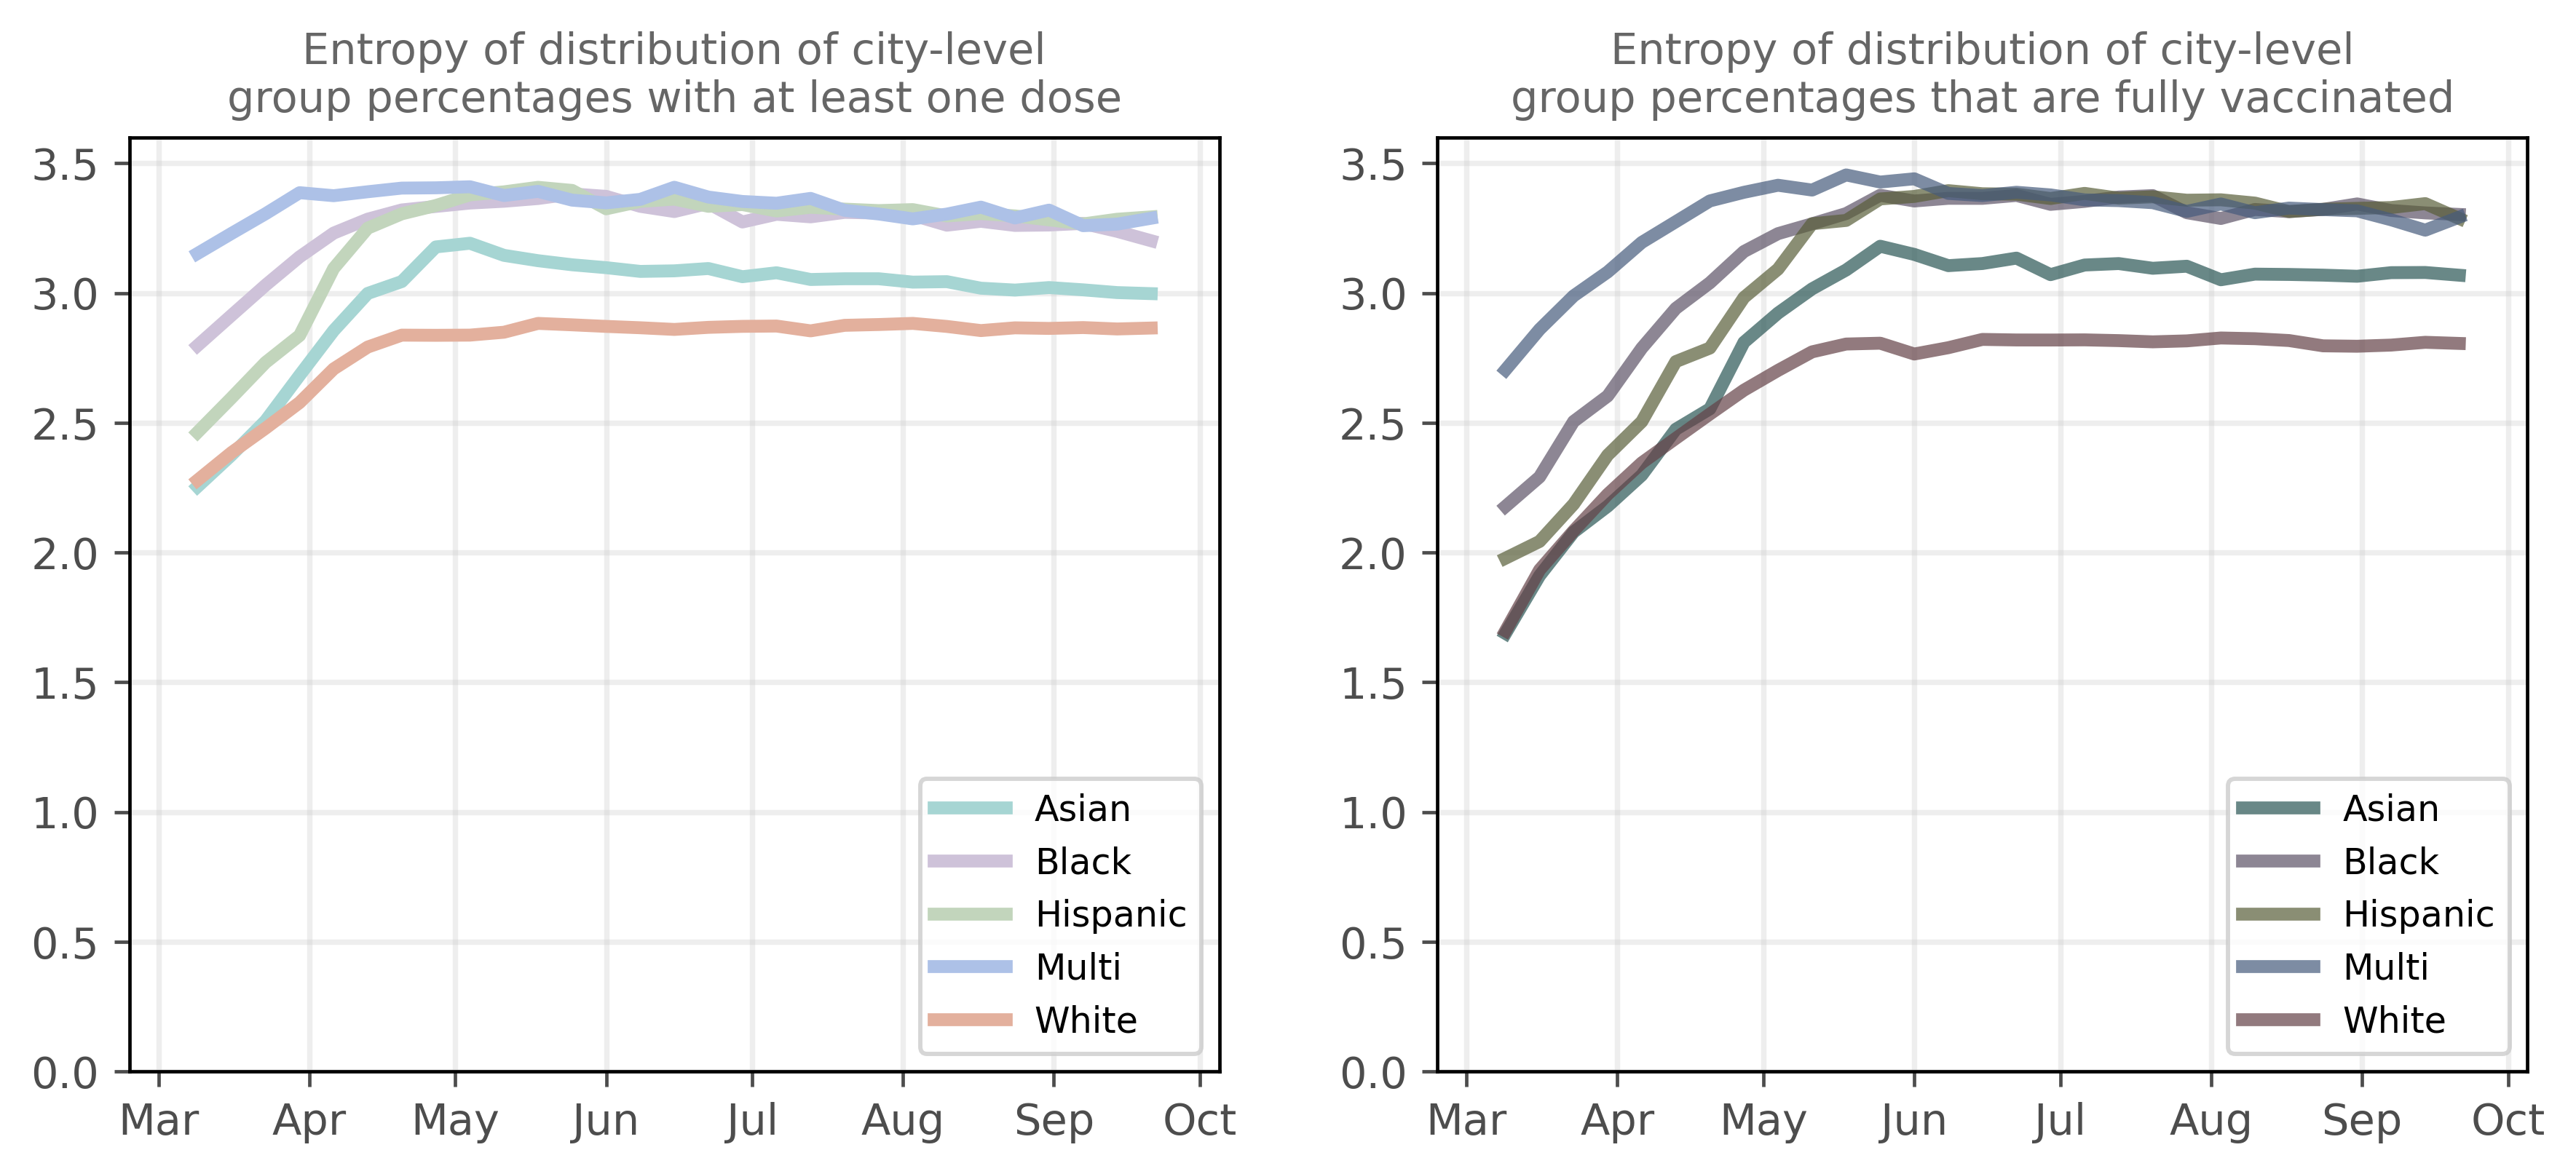 Entropy of distribution of city-level
group percentages with at least one dose
3.5
3.0
2.5
2.0
1.5
1.0
0.5
0.0
Mar Apr May Jun Jul Aug Sep Oct
Asian
Black
Hispanic
Multi
White
Entropy of distribution of city-level
group percentages that are fully vaccinated
3.5
3.0
2.5
2.0
1.5
1.0
0.5
0.0
Mar Apr May Jun Jul Aug Sep Oct
Asian
Black
Hispanic
Multi
White